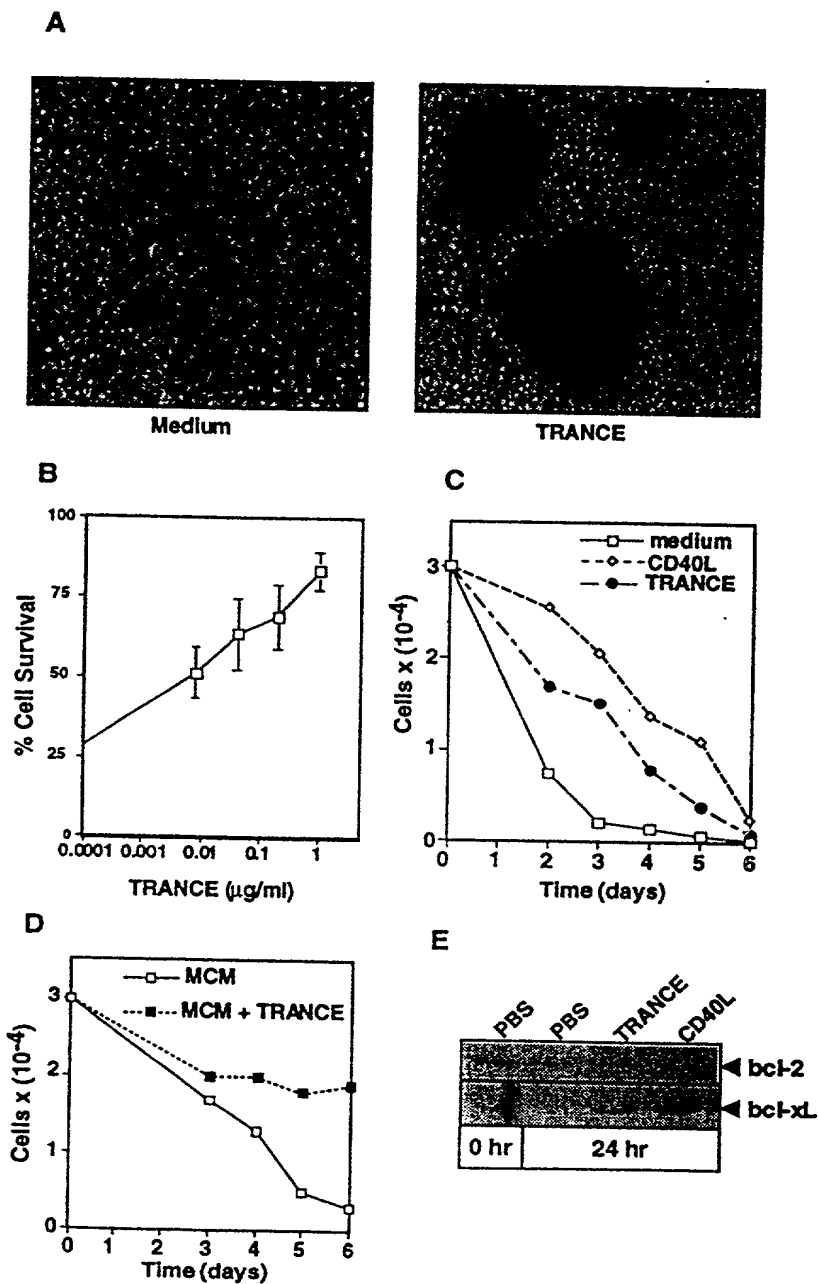 A
Medium
TRANCE
B
100
75
50
25
0
% Cell Survival
0.0001 0.001 0.01 0.1 1
TRANCE (µg/ml)
C
medium
CD40L
TRANCE
3
2
1
0
Cells x (10-4)
0 1 2 3 4 5 6
Time (days)
D
MCM
MCM + TRANCE
3
2
1
0
Cells x (10-4)
0 1 2 3 4 5 6
Time (days)
E
PBS PBS TRANCE CD40L
bcl-2
bcl-xL
0 hr 24 hr